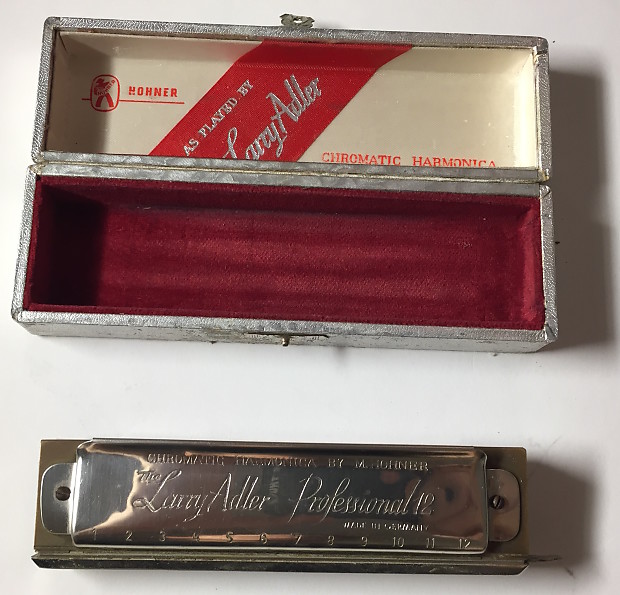 HOHNER
AS PLAYED BY
Larry Adler
CHROMATIC HARMONICA
CHROMATIC HARMONICA BY M. HOHNER
The Larry Adler Professional 12
MADE IN GERMANY
1 2 3 4 5 6 7 8 9 10 11 12